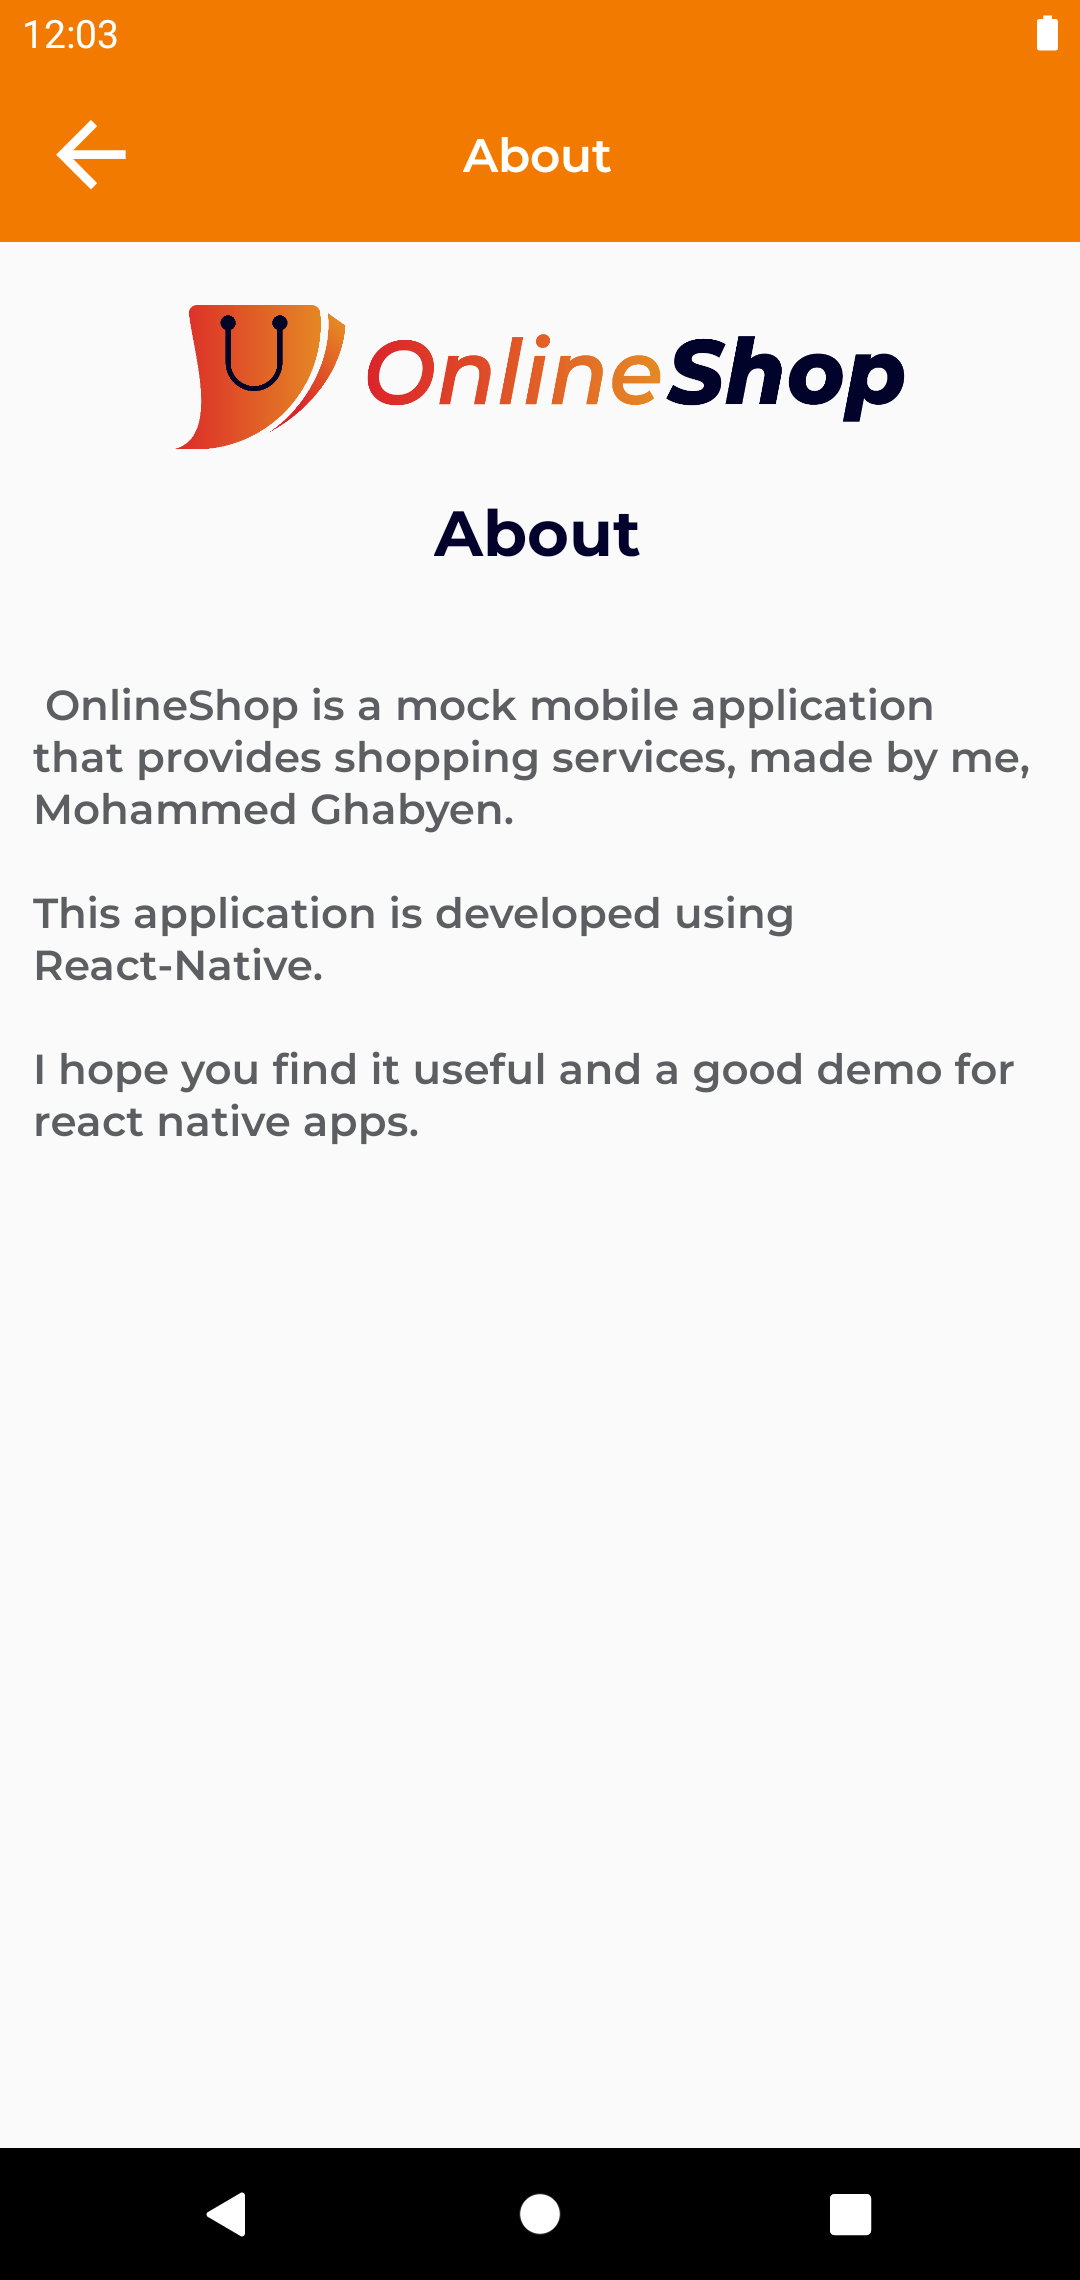 12:03
About
OnlineShop
About
OnlineShop is a mock mobile application
that provides shopping services, made by me,
Mohammed Ghabyen.
This application is developed using
React-Native.
I hope you find it useful and a good demo for
react native apps.